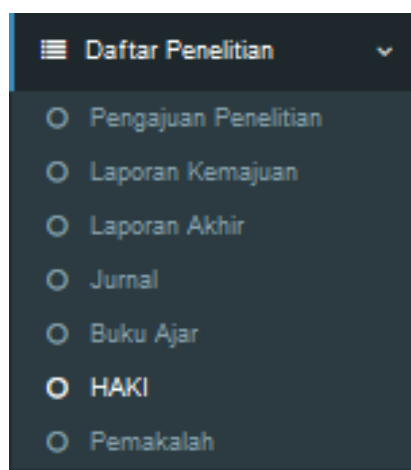 Daftar Penelitian
Pengajuan Penelitian
Laporan Kemajuan
Laporan Akhir
Jurnal
Buku Ajar
HAKI
Pemakalah